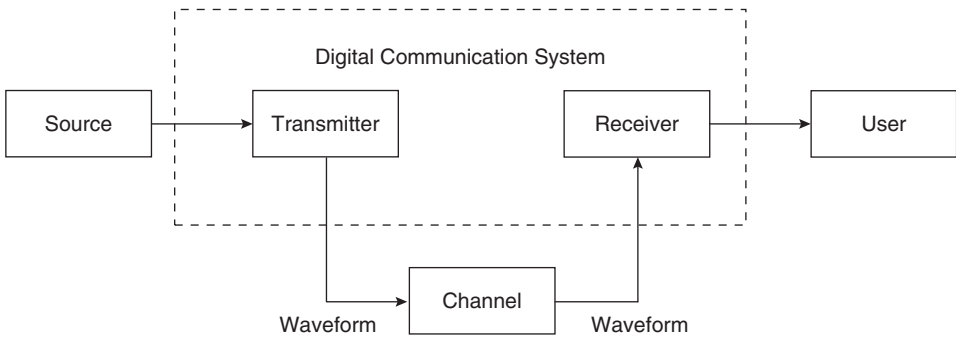 Digital Communication System
Source
Transmitter
Receiver
User
Channel
Waveform
Waveform